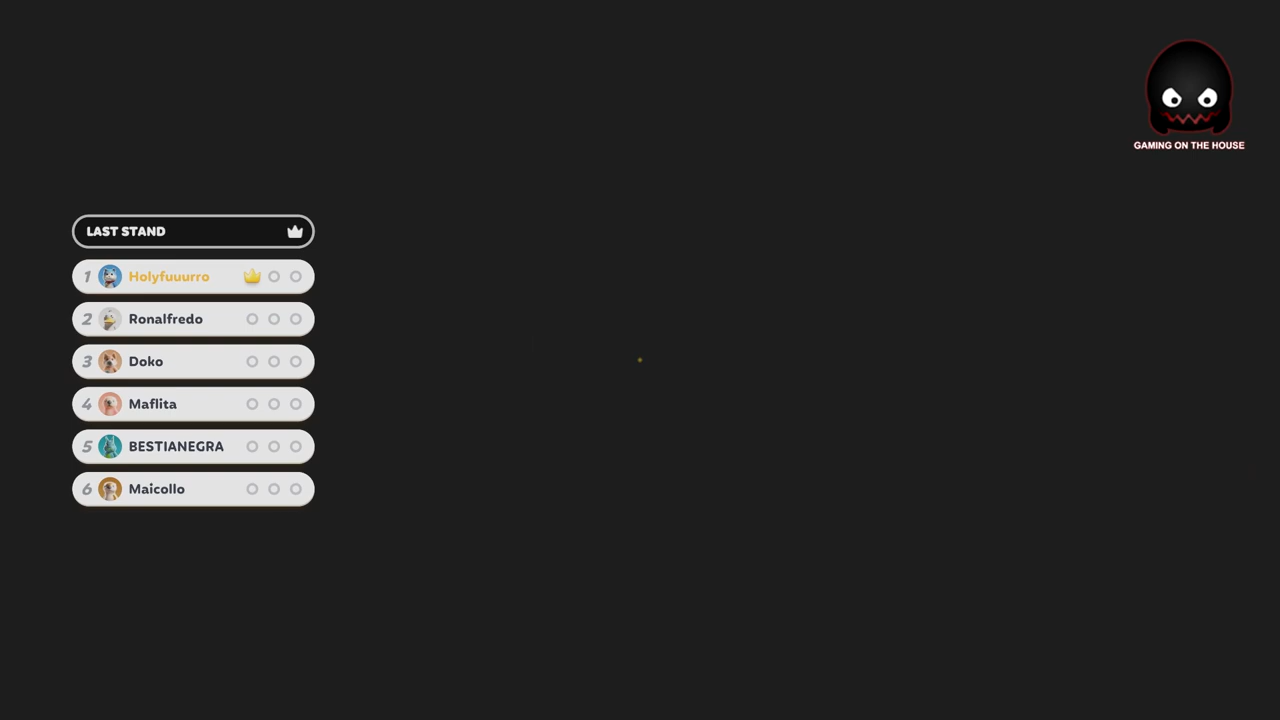 GAMING ON THE HOUSE
LAST STAND
1 Holyfuuurro
2 Ronalfredo
3 Doko
4 Maflita
5 BESTIANEGRA
6 Maicollo